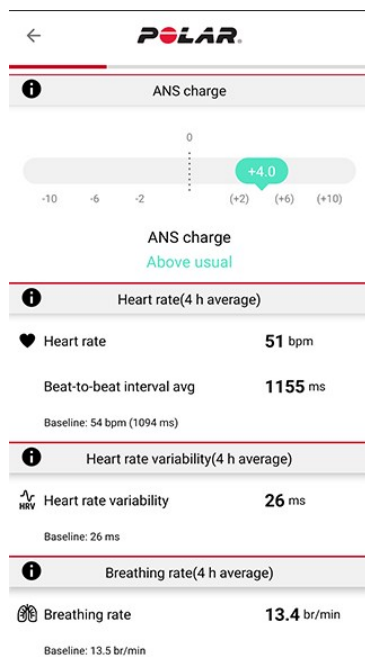 POLAR.
ANS charge
0
+4.0
-10 -6 -2 (+2) (+6) (+10)
ANS charge
Above usual
Heart rate(4 h average)
Heart rate 51 bpm
Beat-to-beat interval avg 1155 ms
Baseline: 54 bpm (1094 ms)
Heart rate variability(4 h average)
HRV Heart rate variability 26 ms
Baseline: 26 ms
Breathing rate(4 h average)
Breathing rate 13.4 br/min
Baseline: 13.5 br/min